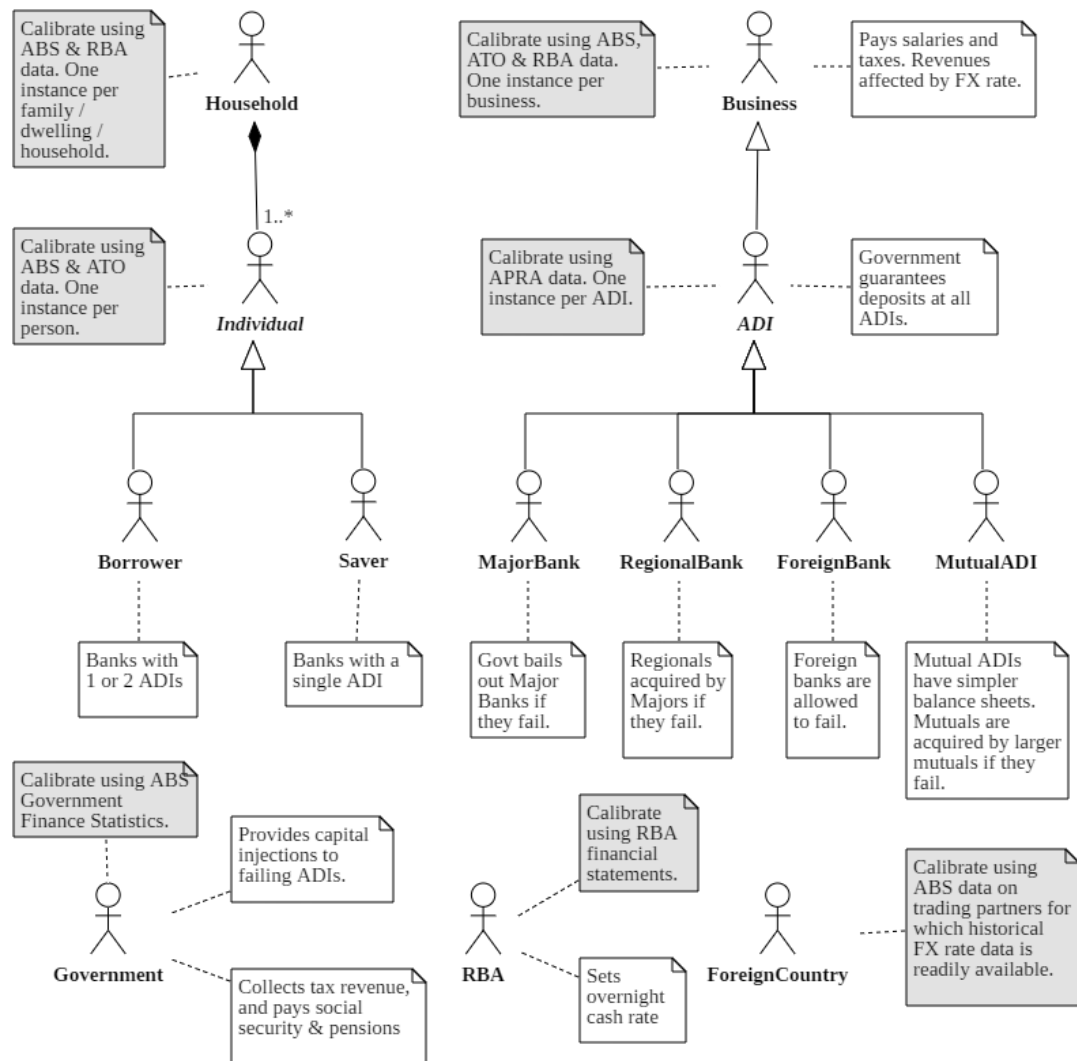 Calibrate using
ABS & RBA
data. One
instance per
family /
dwelling /
household.
Household
Calibrate using ABS,
ATO & RBA data.
One instance per
business.
Business
Pays salaries and
taxes. Revenues
affected by FX rate.
1..*
Calibrate using
ABS & ATO
data. One
instance per
person.
Individual
Calibrate using
APRA data. One
instance per ADI.
ADI
Government
guarantees
deposits at all
ADIs.
Borrower
Saver
MajorBank
RegionalBank
ForeignBank
MutualADI
Banks with
1 or 2 ADIs
Banks with a
single ADI
Govt bails
out Major
Banks if
they fail.
Regionals
acquired by
Majors if
they fail.
Foreign
banks are
allowed
to fail.
Mutual ADIs
have simpler
balance sheets.
Mutuals are
acquired by larger
mutuals if they
fail.
Calibrate using ABS
Government
Finance Statistics.
Provides capital
injections to
failing ADIs.
Government
Collects tax revenue,
and pays social
security & pensions
Calibrate
using RBA
financial
statements.
RBA
Sets
overnight
cash rate
ForeignCountry
Calibrate using
ABS data on
trading partners for
which historical
FX rate data is
readily available.